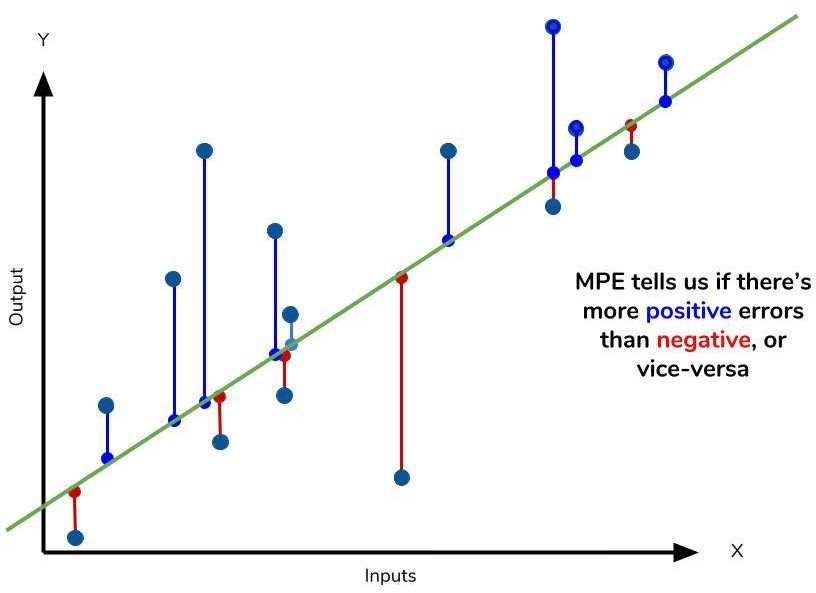 Y
Output
MPE tells us if there's
more positive errors
than negative, or
vice-versa
X
Inputs